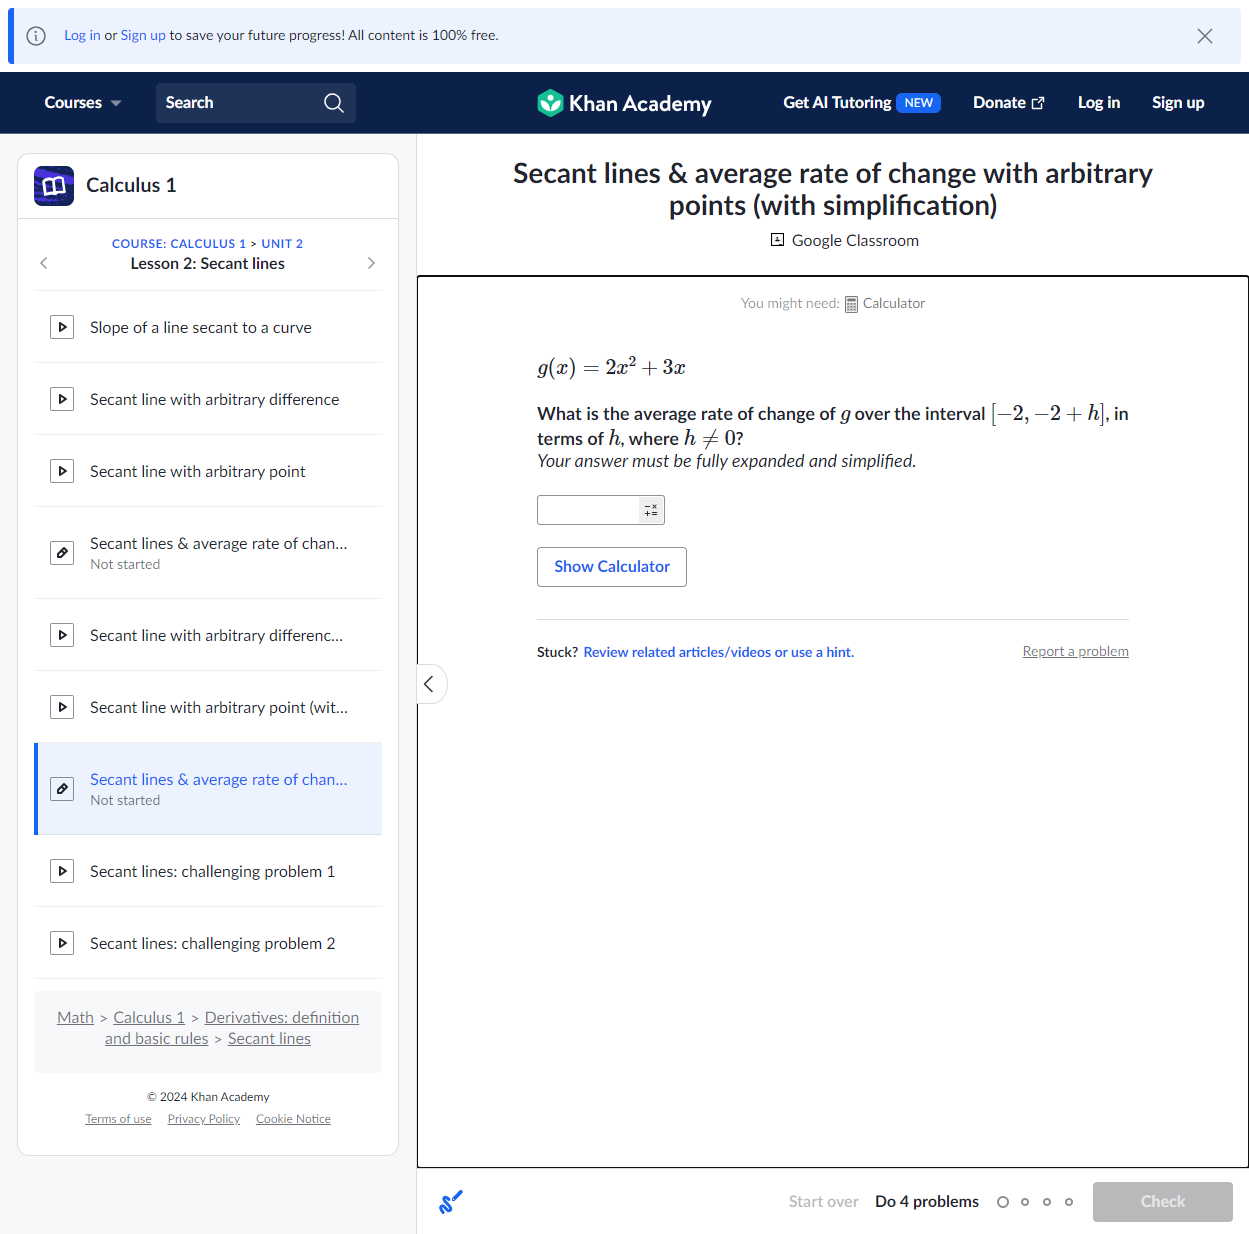 Log in or Sign up to save your future progress! All content is 100% free.
Courses
Search
Khan Academy
Get AI Tutoring NEW
Donate
Log in
Sign up
Calculus 1
COURSE: CALCULUS 1 > UNIT 2
Lesson 2: Secant lines
Slope of a line secant to a curve
Secant line with arbitrary difference
Secant line with arbitrary point
Secant lines & average rate of chan...
Not started
Secant line with arbitrary differenc...
Secant line with arbitrary point (wit...
Secant lines & average rate of chan...
Not started
Secant lines: challenging problem 1
Secant lines: challenging problem 2
Math > Calculus 1 > Derivatives: definition
and basic rules > Secant lines
© 2024 Khan Academy
Terms of use Privacy Policy Cookie Notice
Secant lines & average rate of change with arbitrary
points (with simplification)
Google Classroom
You might need: Calculator
g(x) = 2x² + 3x
What is the average rate of change of g over the interval [−2, −2 + h], in
terms of h, where h ≠ 0?
Your answer must be fully expanded and simplified.
Show Calculator
Stuck? Review related articles/videos or use a hint.
Report a problem
Start over
Do 4 problems
Check